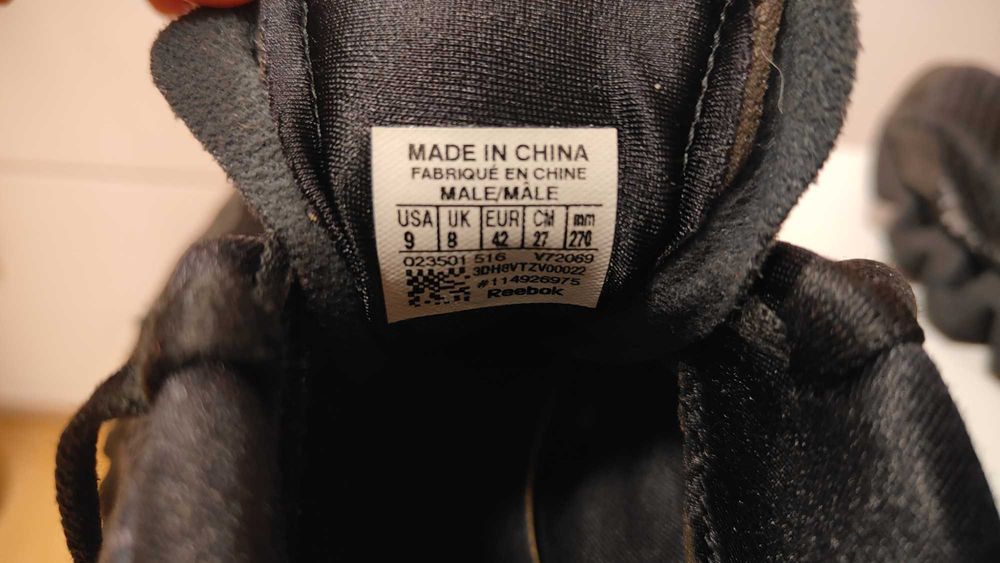 MADE IN CHINA
FABRIQUÉ EN CHINE
MALE/MÂLE
USA UK EUR CM mm
9 8 42 27 270
023501 516 V72069
3DH8VTZV00022
#114926975
Reebok